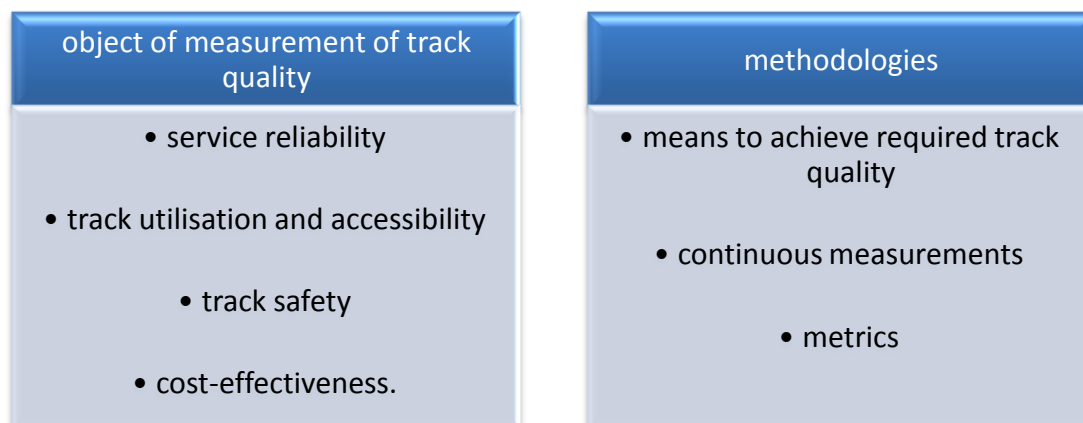 object of measurement of track
quality
• service reliability
• track utilisation and accessibility
• track safety
• cost-effectiveness.
methodologies
• means to achieve required track
quality
• continuous measurements
• metrics